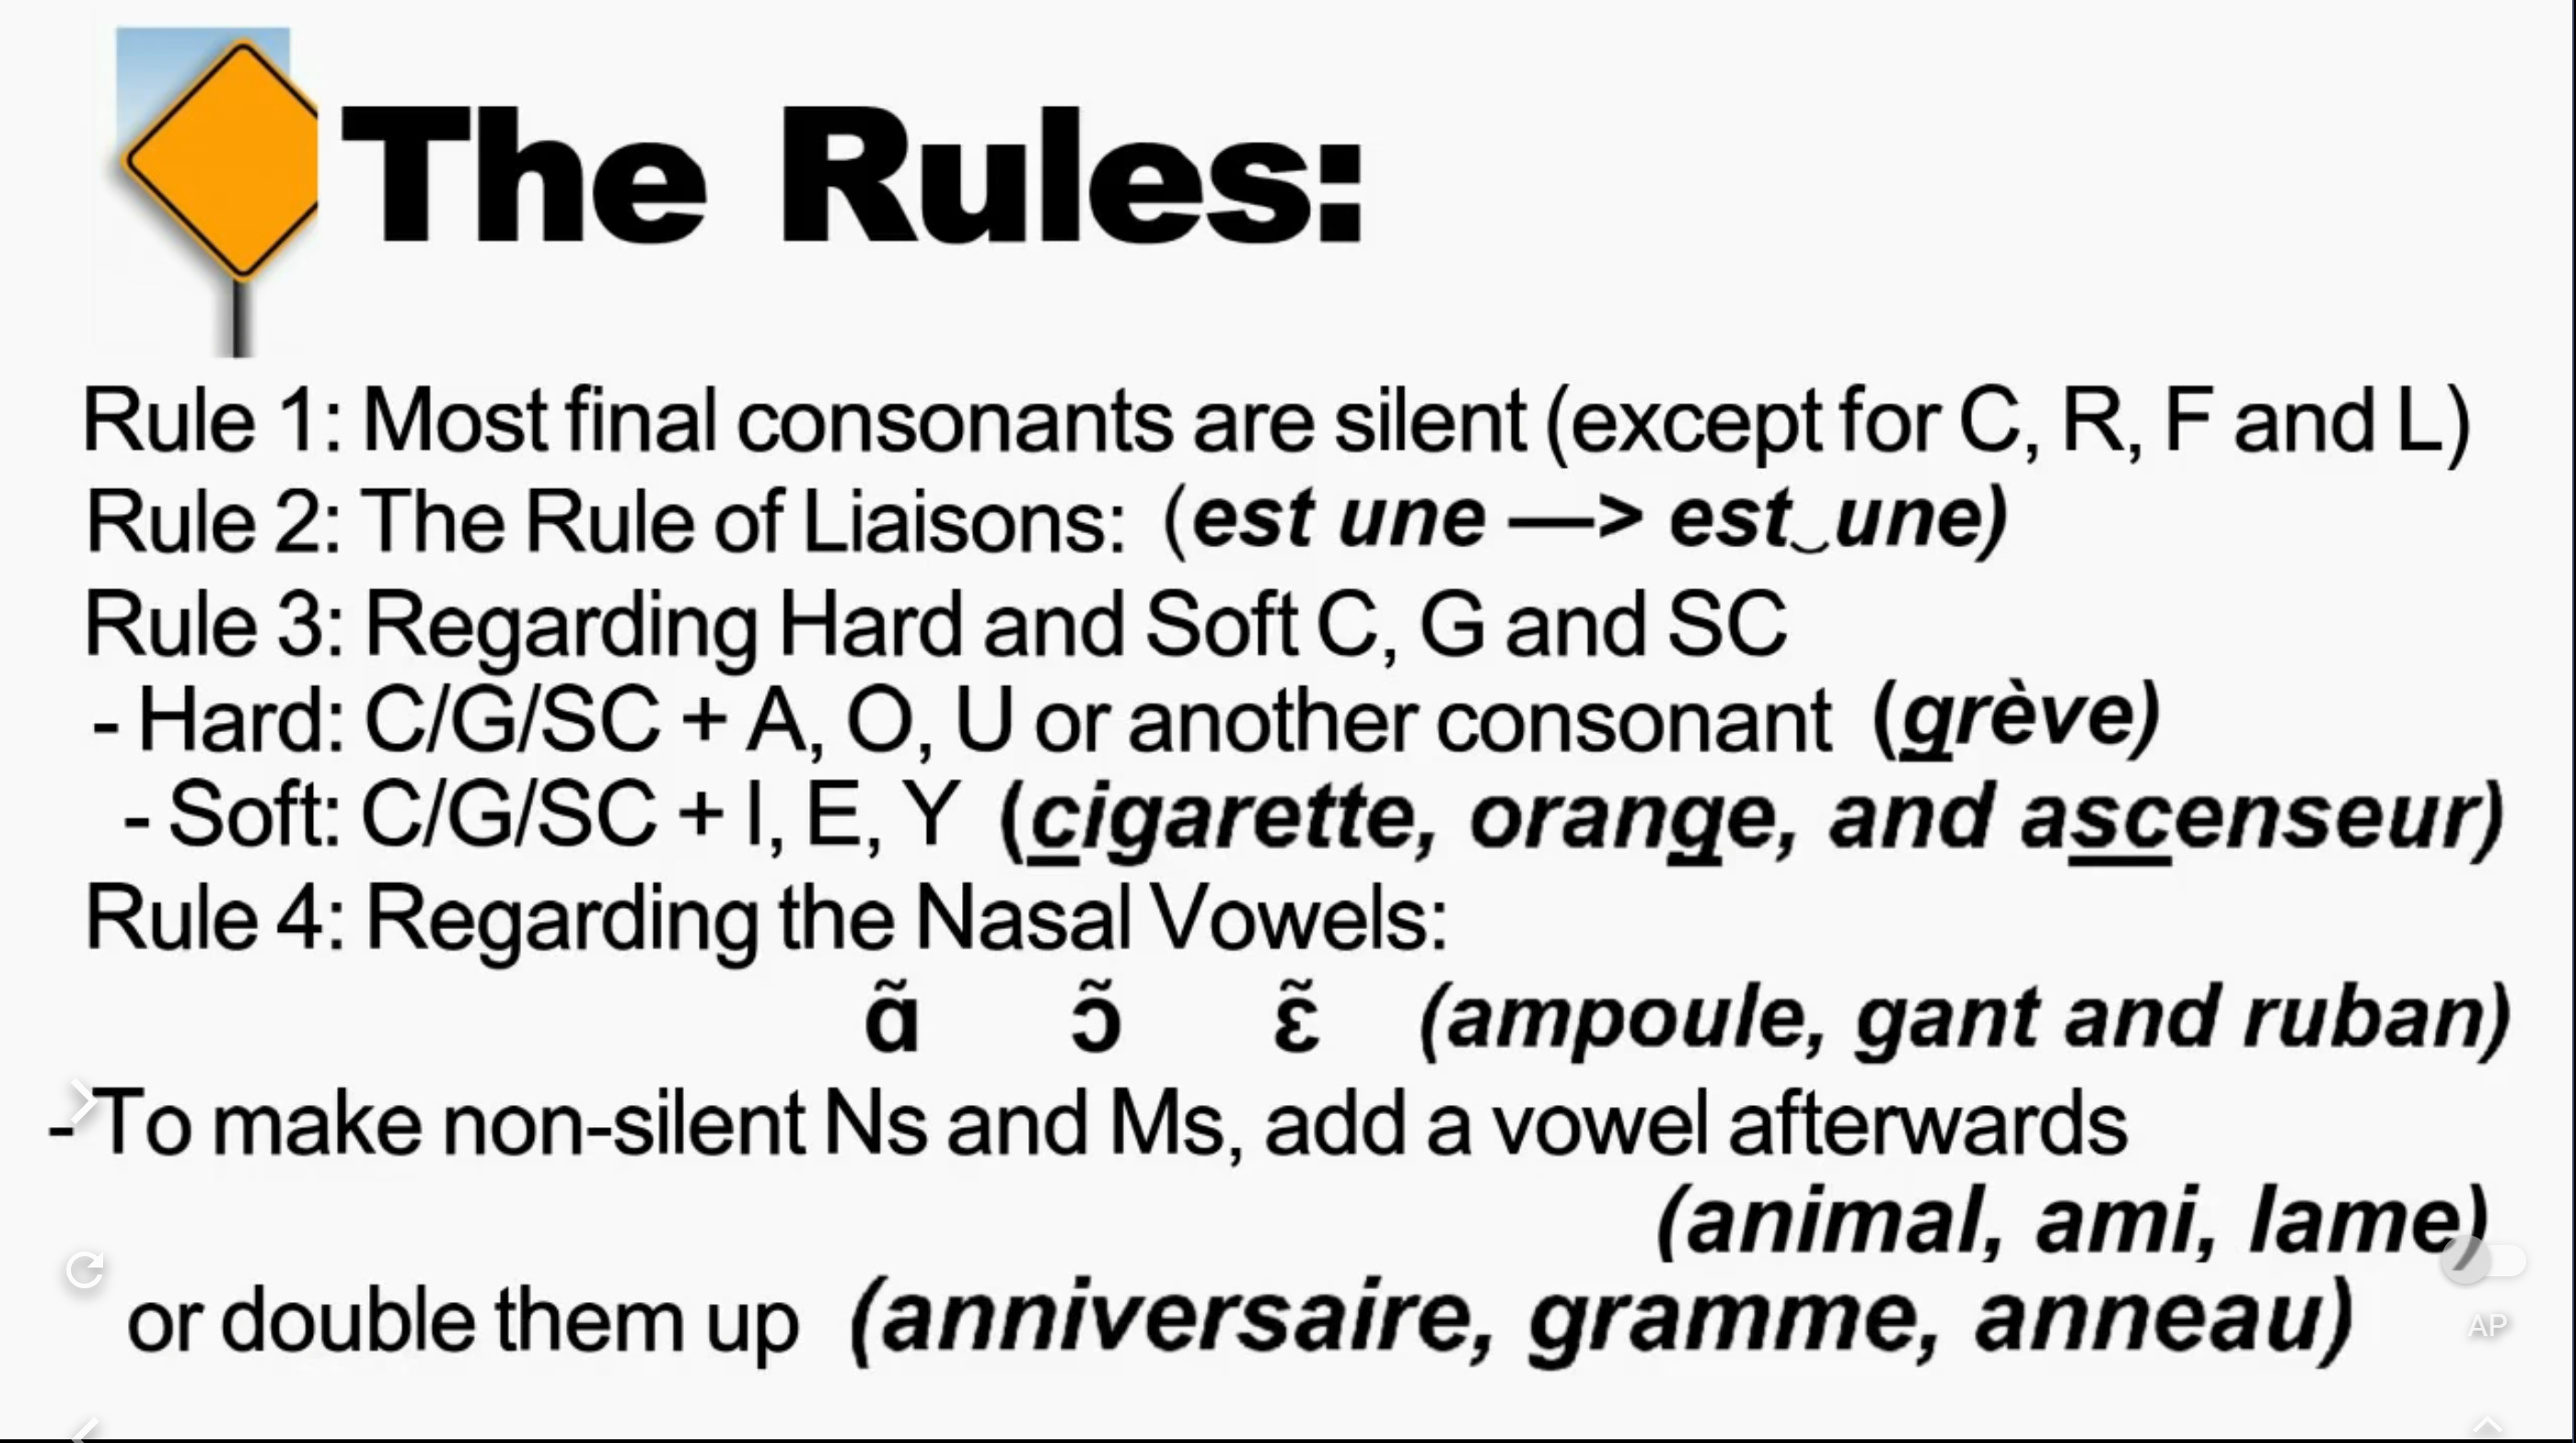 The Rules:
Rule 1: Most final consonants are silent (except for C, R, F and L)
Rule 2: The Rule of Liaisons: (est une —> est‿une)
Rule 3: Regarding Hard and Soft C, G and SC
- Hard: C/G/SC + A, O, U or another consonant (grève)
- Soft: C/G/SC + I, E, Y (cigarette, orange, and ascenseur)
Rule 4: Regarding the Nasal Vowels:
ɑ̃ ɔ̃ ɛ̃ (ampoule, gant and ruban)
- To make non-silent Ns and Ms, add a vowel afterwards
(animal, ami, lame)
or double them up (anniversaire, gramme, anneau)
AP